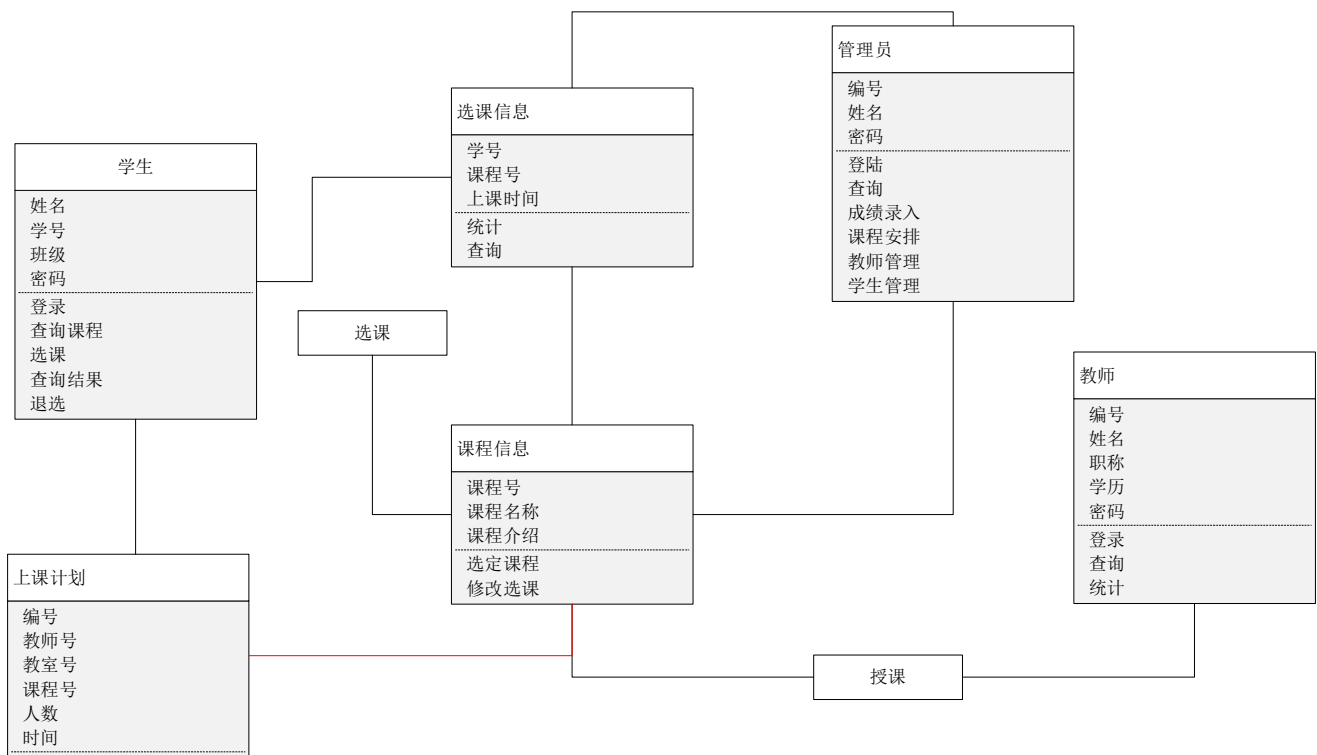 管理员
编号
姓名
密码
登陆
查询
成绩录入
课程安排
教师管理
学生管理
选课信息
学号
课程号
上课时间
统计
查询
学生
姓名
学号
班级
密码
登录
查询课程
选课
查询结果
退选
选课
教师
编号
姓名
职称
学历
密码
登录
查询
统计
课程信息
课程号
课程名称
课程介绍
选定课程
修改选课
上课计划
编号
教师号
教室号
课程号
人数
时间
授课